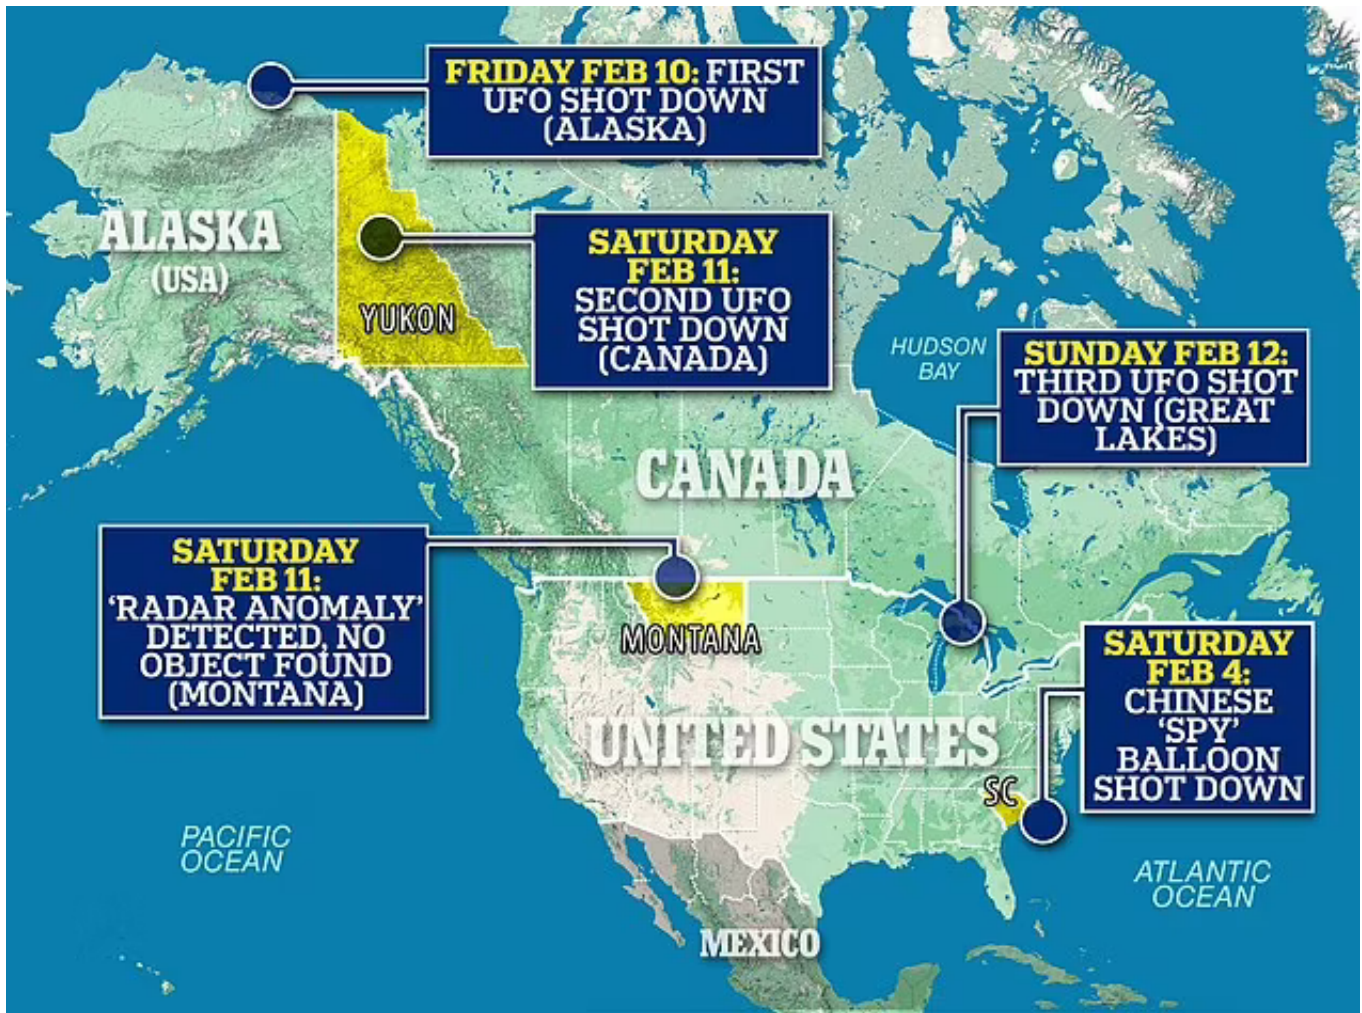 FRIDAY FEB 10: FIRST
UFO SHOT DOWN
(ALASKA)
ALASKA
(USA)
SATURDAY
FEB 11:
SECOND UFO
SHOT DOWN
(CANADA)
YUKON
HUDSON
BAY
SUNDAY FEB 12:
THIRD UFO SHOT
DOWN (GREAT
LAKES)
CANADA
SATURDAY
FEB 11:
‘RADAR ANOMALY’
DETECTED, NO
OBJECT FOUND
(MONTANA)
MONTANA
SATURDAY
FEB 4:
CHINESE
‘SPY’
BALLOON
SHOT DOWN
UNITED STATES
SC
PACIFIC
OCEAN
ATLANTIC
OCEAN
MEXICO